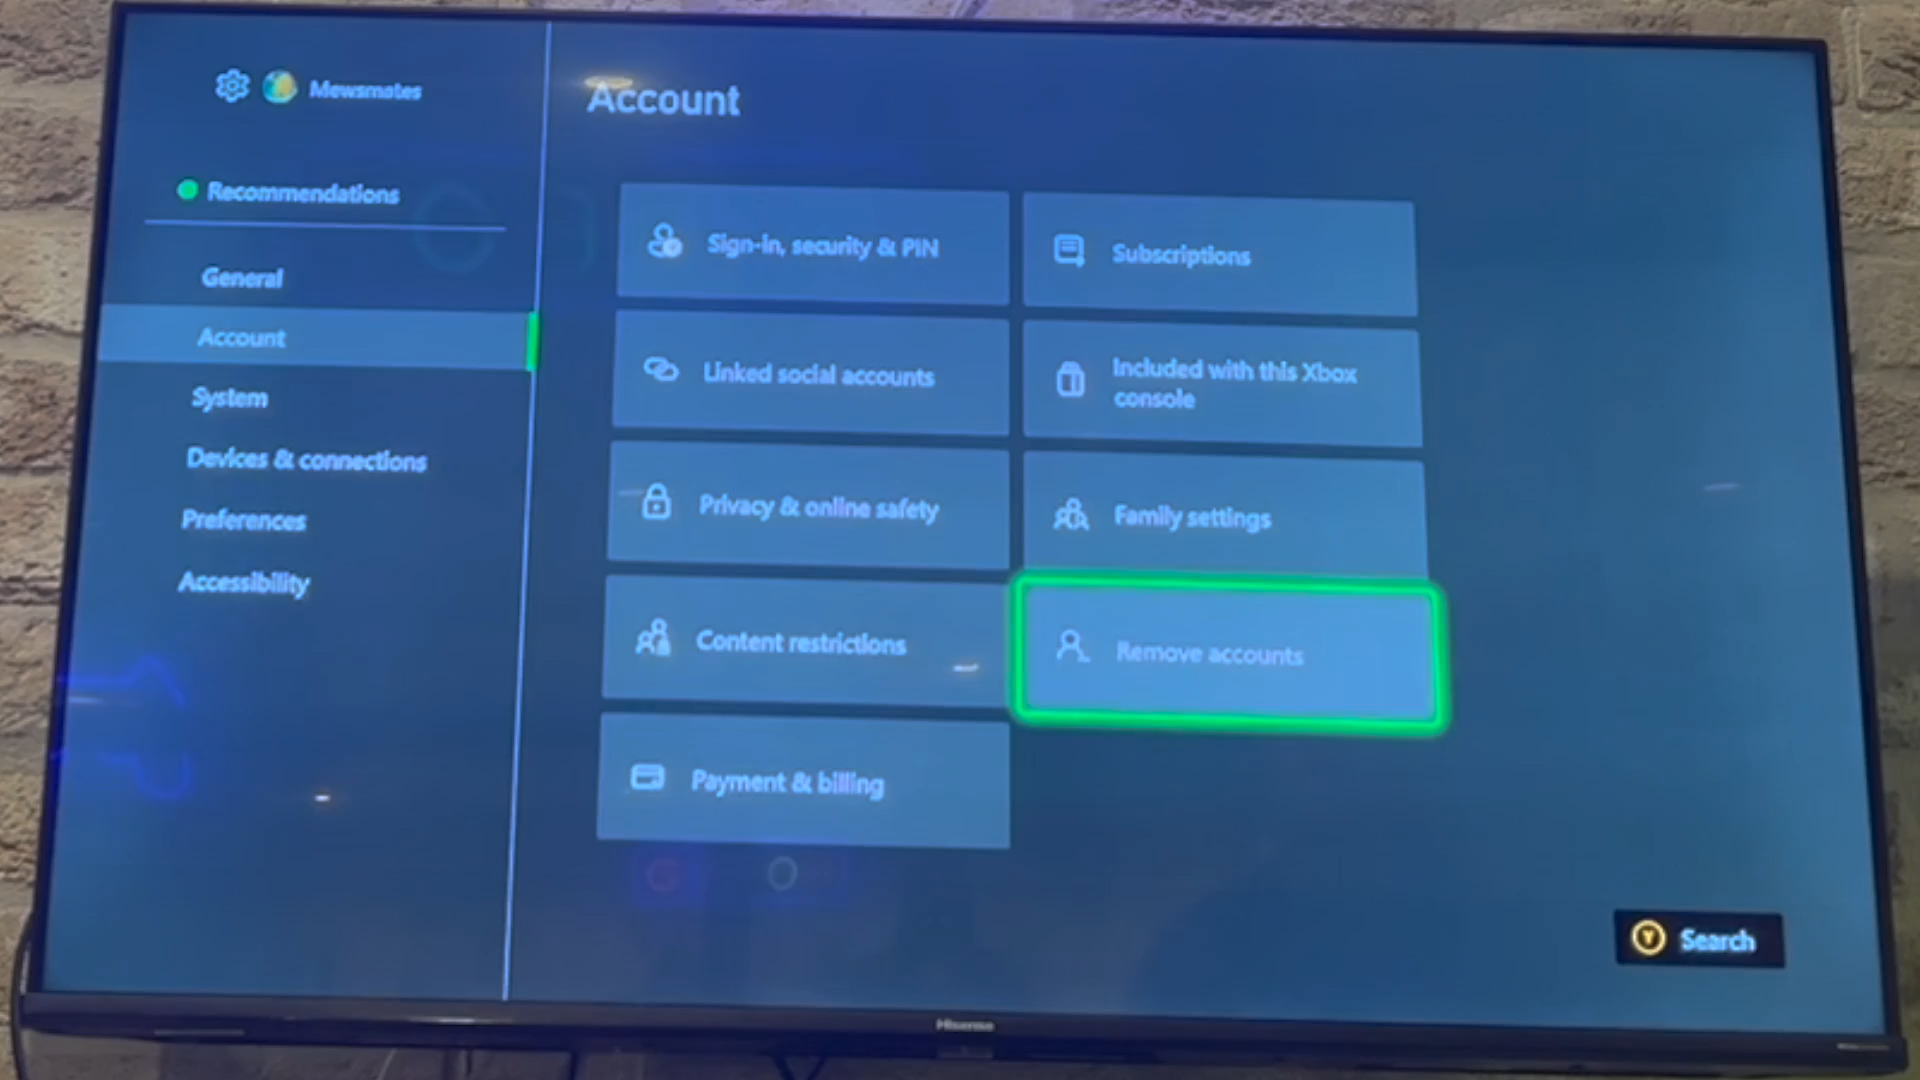 Mewsmates
Recommendations
General
Account
System
Devices & connections
Preferences
Accessibility
Account
Sign-in, security & PIN
Subscriptions
Linked social accounts
Included with this Xbox
console
Privacy & online safety
Family settings
Content restrictions
Remove accounts
Payment & billing
Y Search
Hisense